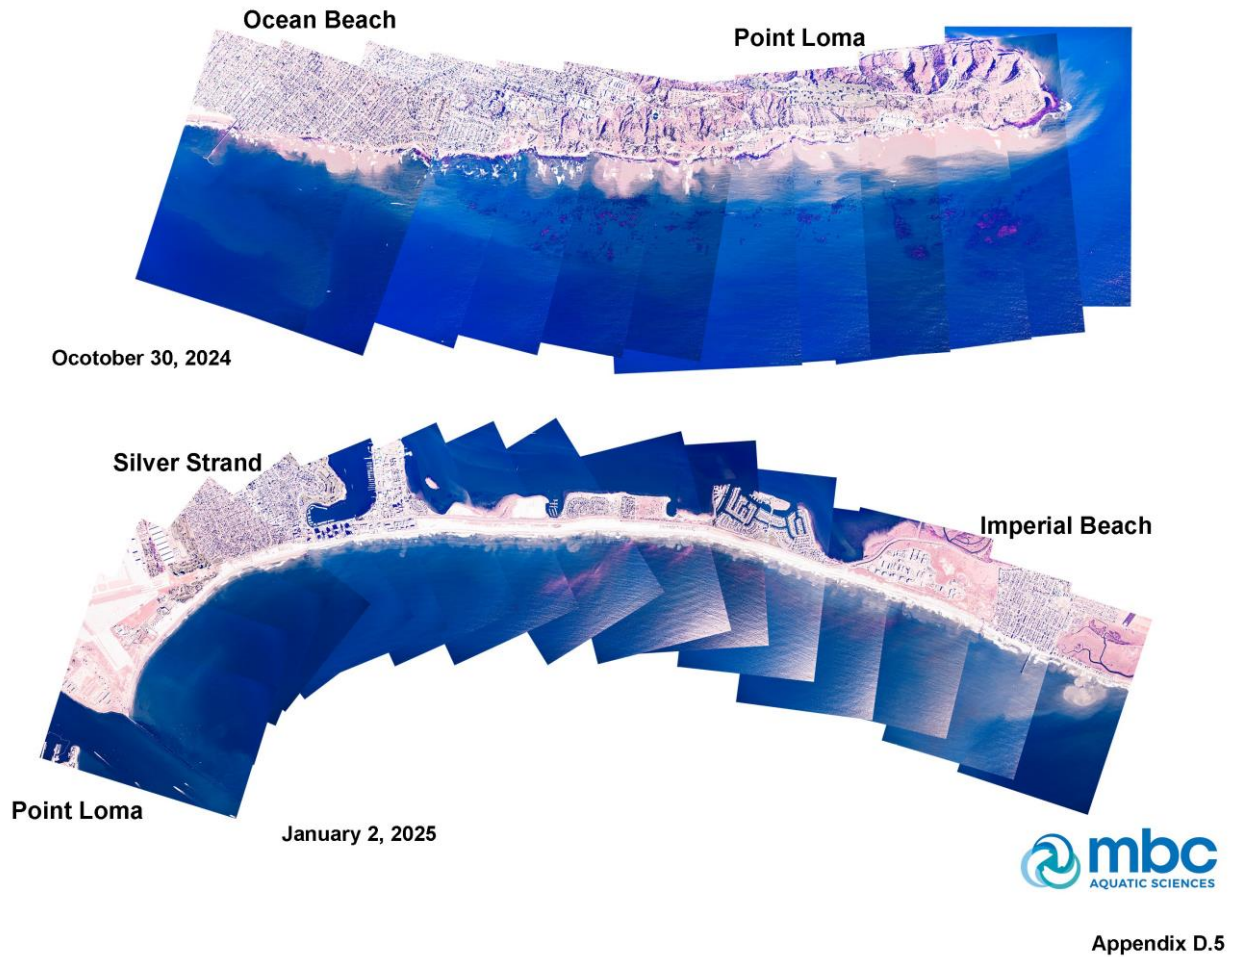 Ocean Beach
Point Loma
Ocotober 30, 2024
Silver Strand
Imperial Beach
Point Loma
January 2, 2025
mbc
AQUATIC SCIENCES
Appendix D.5